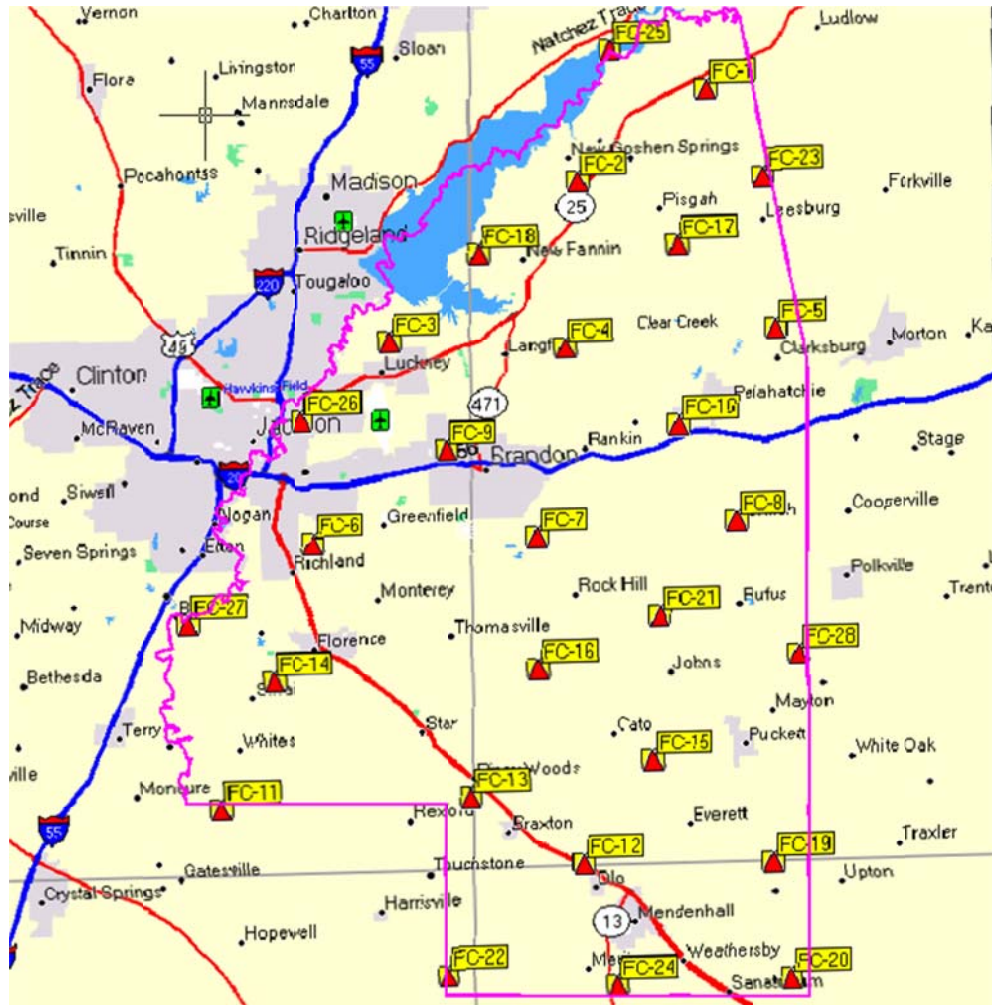 Vernon
Charlton
Natchez Trace
FC-25
Ludlow
Sloan
55
Livingston
Flora
FC-1
Mannsdale
New Goshen Springs
FC-2
FC-23
Pocahontas
Madison
Forkville
25
Pisgah
Leesburg
Ridgeland
FC-18
FC-17
New Fannin
Tinnin
220
Tougaloo
FC-5
FC-3
FC-4
Clear Creek
Morton
49
Luckney
Clarksburg
Clinton
Hawkins Field
Pelahatchie
FC-26
471
FC-10
McRaven
FC-9
Rankin
Stage
Brandon
20
Siwell
FC-8
Cooperville
Course
Greenfield
FC-7
FC-6
Seven Springs
Richland
Polkville
Monterey
Rock Hill
Rufus
FC-21
FC-27
Midway
Thomasville
Florence
FC-28
FC-16
Johns
FC-14
Bethesda
Mayton
Terry
Whites
Star
Cato
Puckett
White Oak
FC-15
FC-13
FC-11
Rexford
Everett
Braxton
Traxler
55
FC-12
FC-19
Touchstone
Gatesville
Upton
Crystal Springs
Harrisville
13
Mendenhall
Hopewell
Weathersby
FC-22
FC-24
FC-20